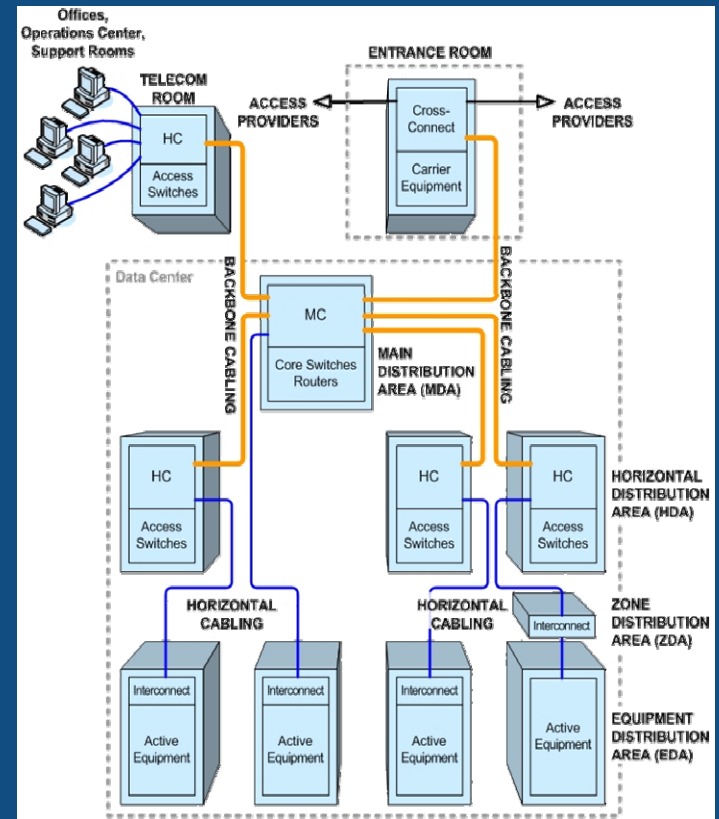 Offices,
Operations Center,
Support Rooms
TELECOM
ROOM
HC
Access
Switches
ENTRANCE ROOM
ACCESS
PROVIDERS
Cross-
Connect
Carrier
Equipment
ACCESS
PROVIDERS
Data Center
BACKBONE CABLING
BACKBONE CABLING
MC
Core Switches
Routers
MAIN
DISTRIBUTION
AREA (MDA)
HC
Access
Switches
HC
Access
Switches
HC
Access
Switches
HORIZONTAL
DISTRIBUTION
AREA (HDA)
HORIZONTAL
CABLING
HORIZONTAL
CABLING
Interconnect
ZONE
DISTRIBUTION
AREA (ZDA)
Interconnect
Active
Equipment
Interconnect
Active
Equipment
Interconnect
Active
Equipment
Active
Equipment
EQUIPMENT
DISTRIBUTION
AREA (EDA)